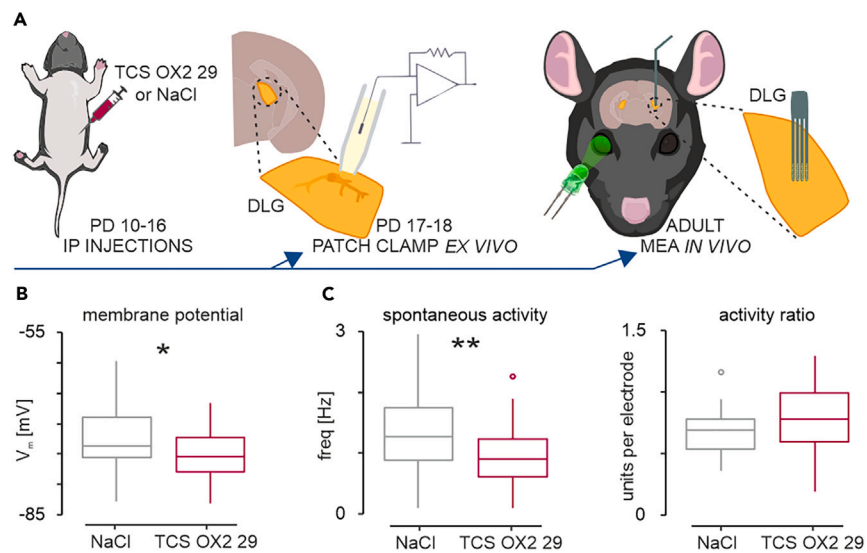 A
TCS OX2 29
or NaCl
DLG
DLG
PD 10-16
IP INJECTIONS
PD 17-18
PATCH CLAMP EX VIVO
ADULT
MEA IN VIVO
B
membrane potential
-55
*
Vm [mV]
-85
NaCl
TCS OX2 29
C
spontaneous activity
3
**
freq [Hz]
0
NaCl
TCS OX2 29
activity ratio
1.5
units per electrode
0
NaCl
TCS OX2 29